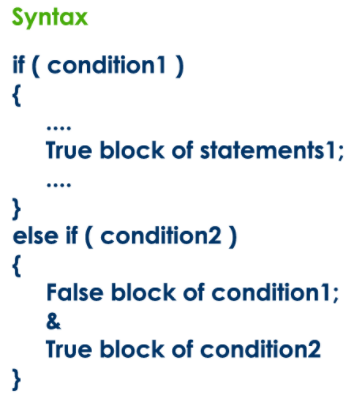 Syntax
if ( condition1 )
{
....
True block of statements1;
....
}
else if ( condition2 )
{
False block of condition1;
&
True block of condition2
}